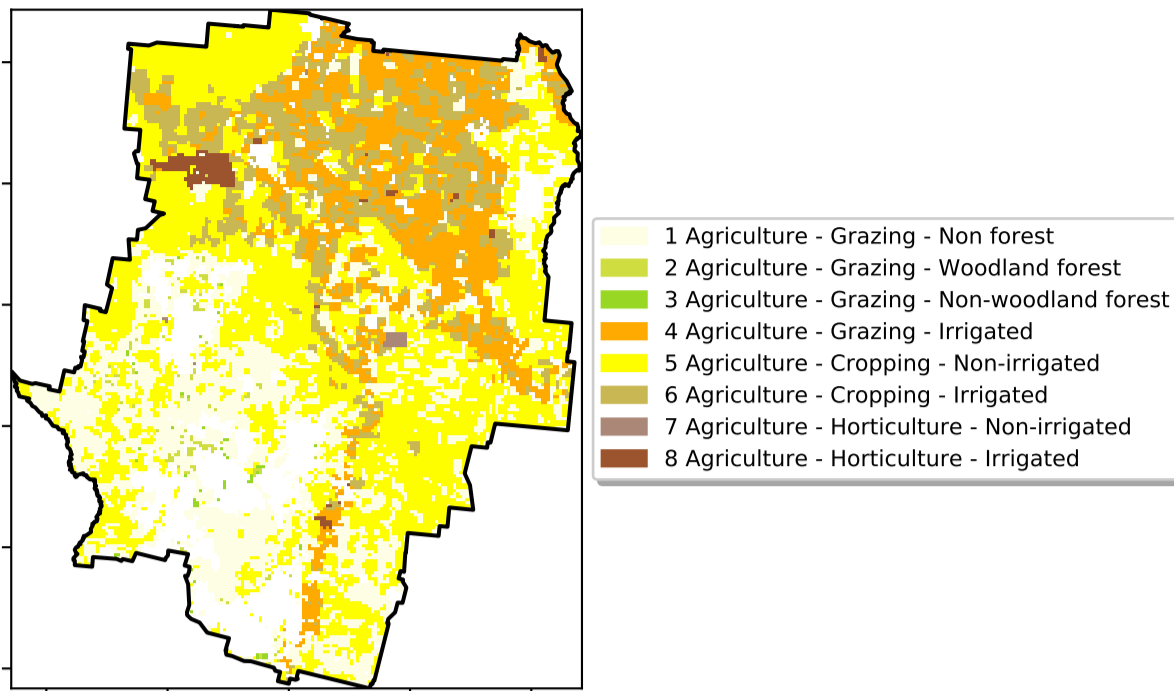 1 Agriculture - Grazing - Non forest
2 Agriculture - Grazing - Woodland forest
3 Agriculture - Grazing - Non-woodland forest
4 Agriculture - Grazing - Irrigated
5 Agriculture - Cropping - Non-irrigated
6 Agriculture - Cropping - Irrigated
7 Agriculture - Horticulture - Non-irrigated
8 Agriculture - Horticulture - Irrigated